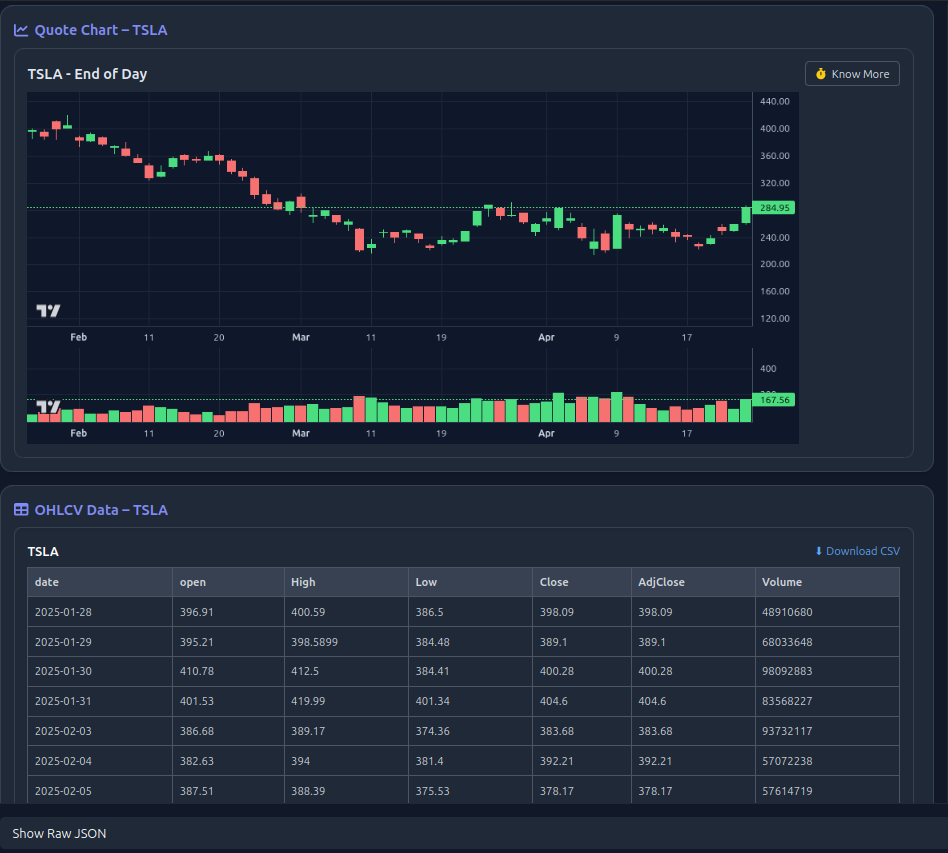 Quote Chart – TSLA
TSLA - End of Day
Know More
440.00
400.00
360.00
320.00
284.95
240.00
200.00
160.00
120.00
Feb 11 20 Mar 11 19 Apr 9 17
400
167.56
Feb 11 20 Mar 11 19 Apr 9 17
OHLCV Data – TSLA
TSLA
Download CSV
date open High Low Close AdjClose Volume
2025-01-28 396.91 400.59 386.5 398.09 398.09 48910680
2025-01-29 395.21 398.5899 384.48 389.1 389.1 68033648
2025-01-30 410.78 412.5 384.41 400.28 400.28 98092883
2025-01-31 401.53 419.99 401.34 404.6 404.6 83568227
2025-02-03 386.68 389.17 374.36 383.68 383.68 93732117
2025-02-04 382.63 394 381.4 392.21 392.21 57072238
2025-02-05 387.51 388.39 375.53 378.17 378.17 57614719
Show Raw JSON